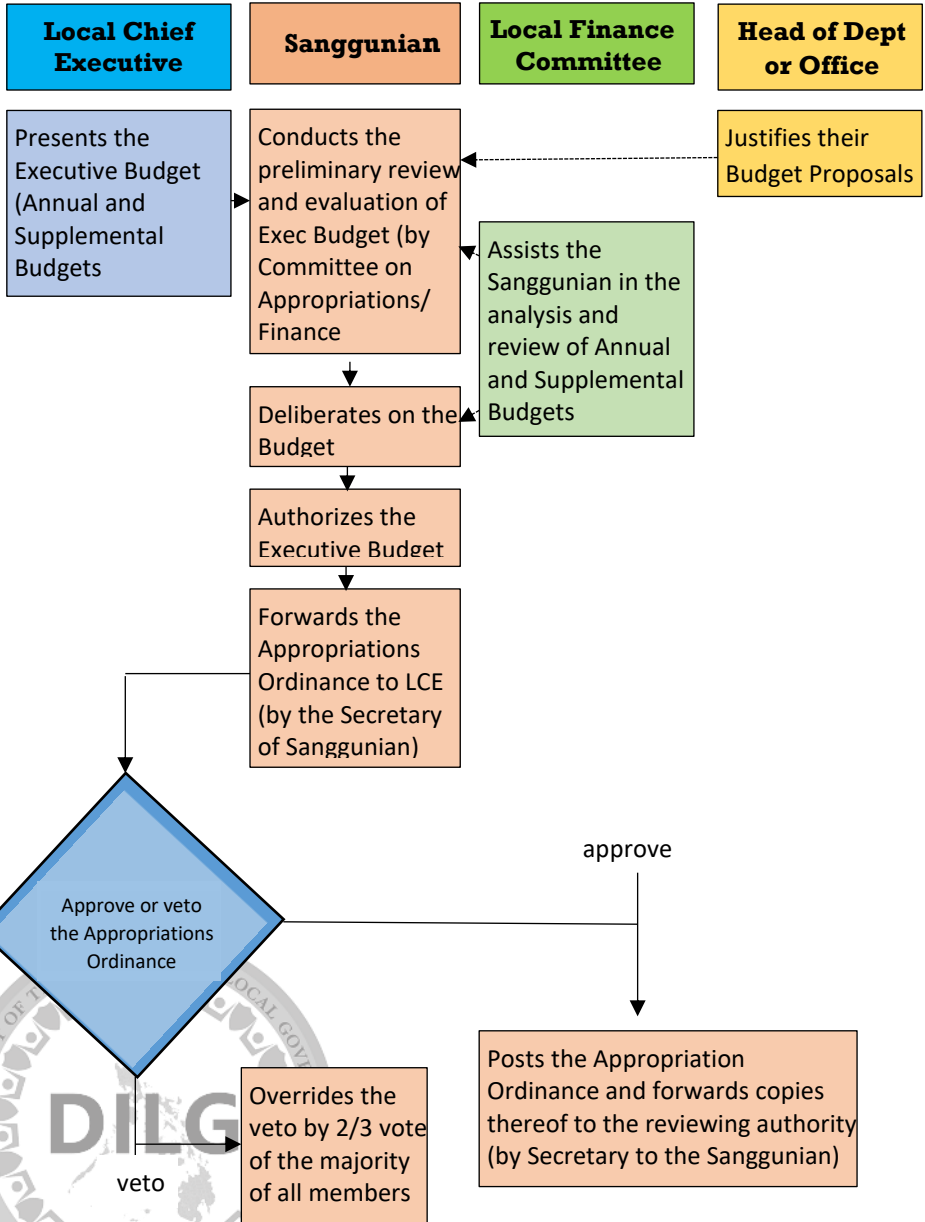 Local Chief
Executive
Sanggunian
Local Finance
Committee
Head of Dept
or Office
Presents the
Executive Budget
(Annual and
Supplemental
Budgets
Conducts the
preliminary review
and evaluation of
Exec Budget (by
Committee on
Appropriations/
Finance
Justifies their
Budget Proposals
Assists the
Sanggunian in the
analysis and
review of Annual
and Supplemental
Budgets
Deliberates on the
Budget
Authorizes the
Executive Budget
Forwards the
Appropriations
Ordinance to LCE
(by the Secretary
of Sanggunian)
approve
Approve or veto
the Appropriations
Ordinance
Posts the Appropriation
Ordinance and forwards copies
thereof to the reviewing authority
(by Secretary to the Sanggunian)
Overrides the
veto by 2/3 vote
of the majority
of all members
veto
DILG